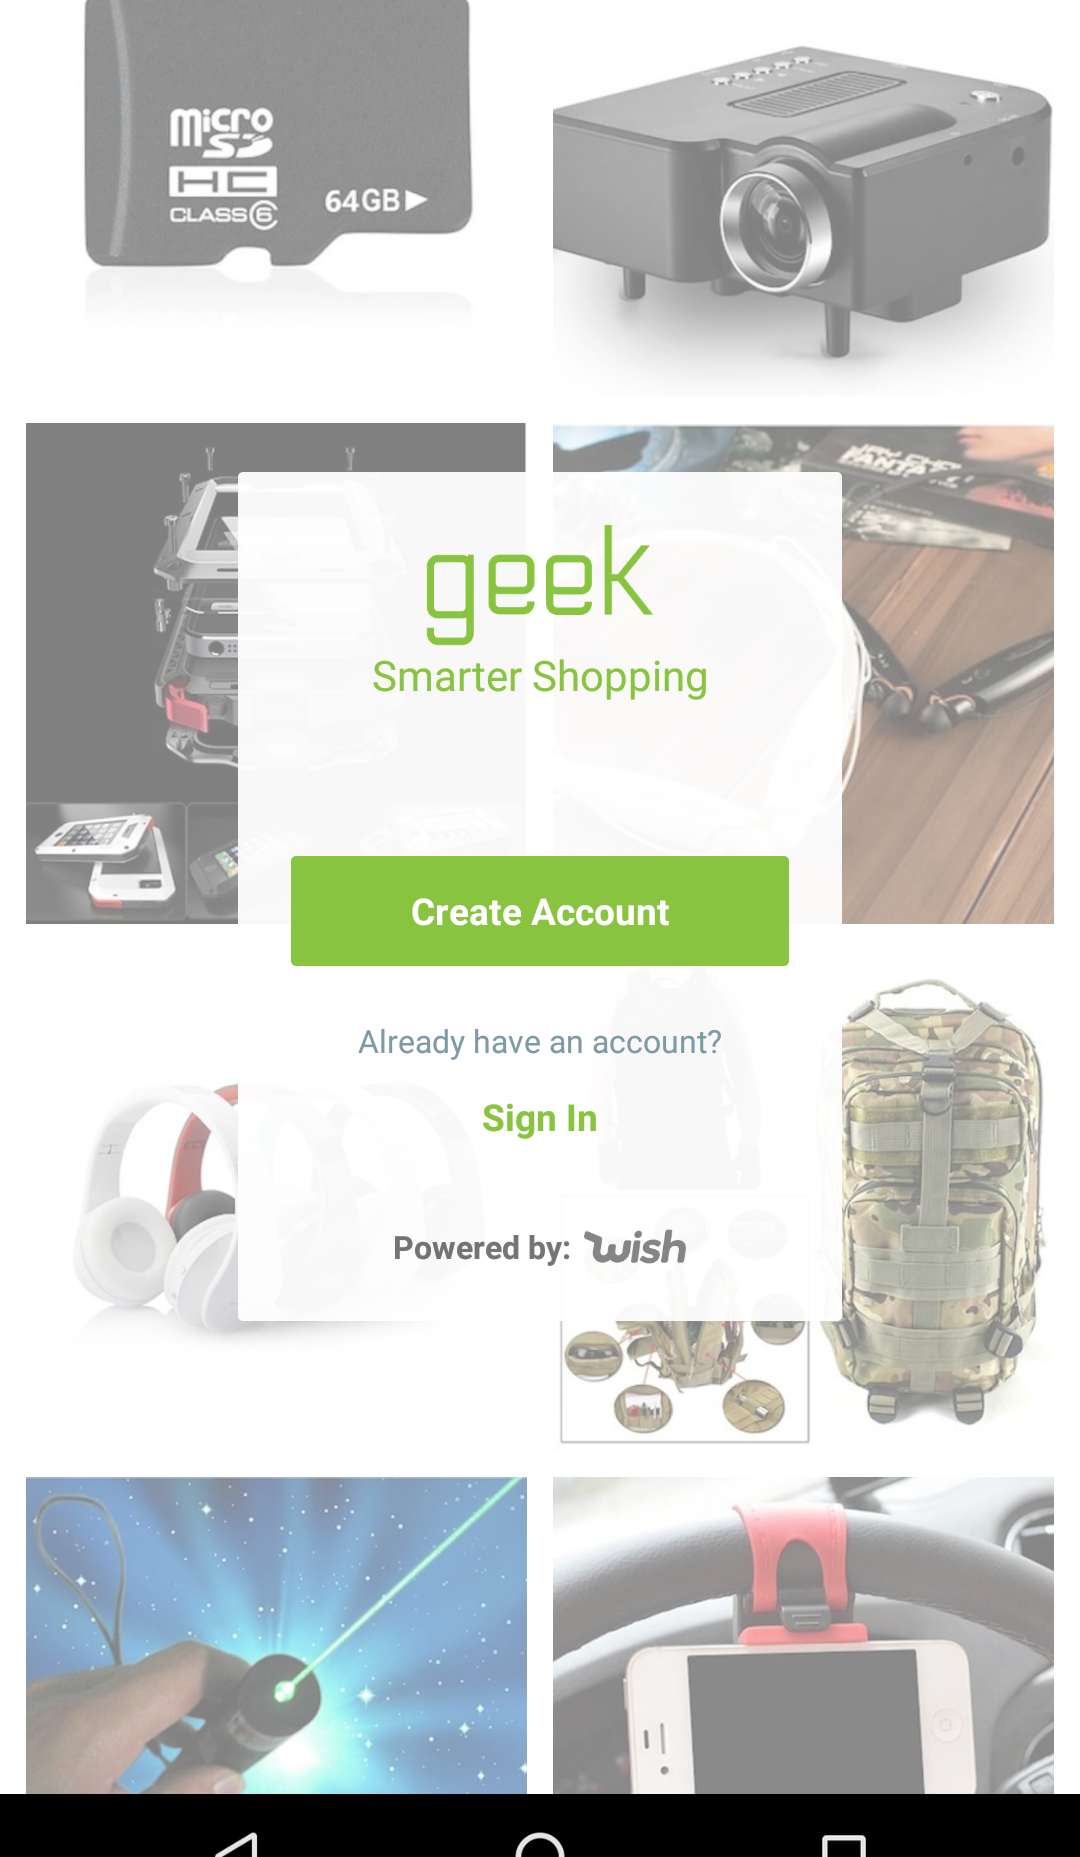 micro
SD
HC
CLASS 6
64GB
FANTA
geek
Smarter Shopping
Create Account
Already have an account?
Sign In
Powered by: wish